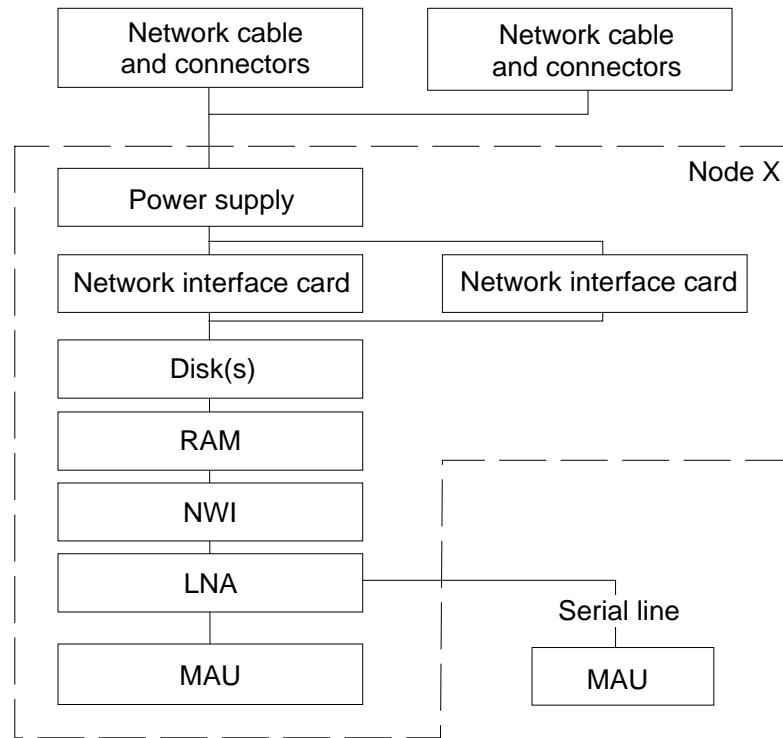 Network cable
and connectors
Network cable
and connectors
Node X
Power supply
Network interface card
Network interface card
Disk(s)
RAM
NWI
LNA
Serial line
MAU
MAU